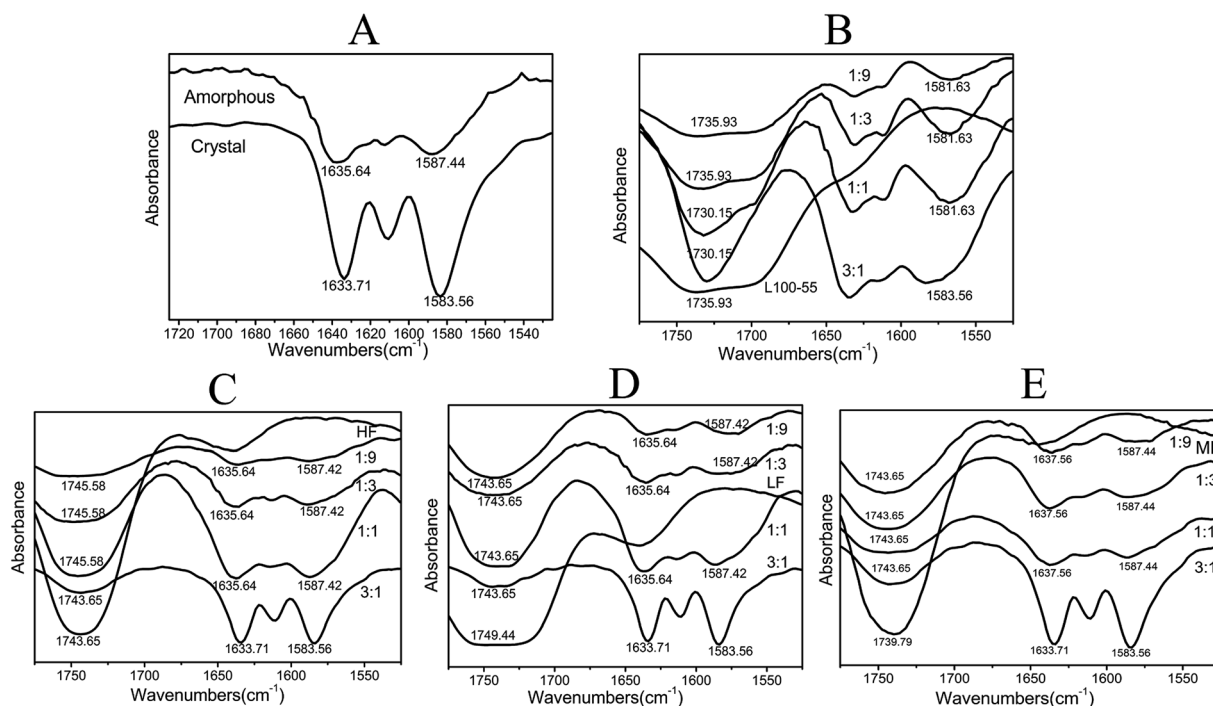 A
Absorbance
Amorphous
Crystal
1635.64
1587.44
1633.71
1583.56
1720 1700 1680 1660 1640 1620 1600 1580 1560 1540
Wavenumbers(cm⁻¹)
B
Absorbance
1:9
1581.63
1735.93
1:3
1581.63
1735.93
1:1
1730.15
1581.63
1730.15
3:1
L100-55
1583.56
1735.93
1750 1700 1650 1600 1550
Wavenumbers(cm⁻¹)
C
Absorbance
HF
1:9
1635.64
1587.42
1745.58
1:3
1635.64
1587.42
1745.58
1:1
1745.58
1635.64
1587.42
3:1
1743.65
1743.65
1633.71
1583.56
1750 1700 1650 1600 1550
Wavenumbers(cm⁻¹)
D
Absorbance
1587.42
1:9
1635.64
1:3
1587.42
1743.65
1635.64
LF
1743.65
1:1
1743.65
1635.64
1587.42
3:1
1743.65
1749.44
1633.71
1583.56
1750 1700 1650 1600 1550
Wavenumbers(cm⁻¹)
E
Absorbance
1:9
1637.56
1587.44
1743.65
1:3
1637.56
1587.44
1743.65
1:1
1743.65
1637.56
1587.44
3:1
1743.65
1739.79
1633.71
1583.56
1750 1700 1650 1600 1550
Wavenumbers(cm⁻¹)